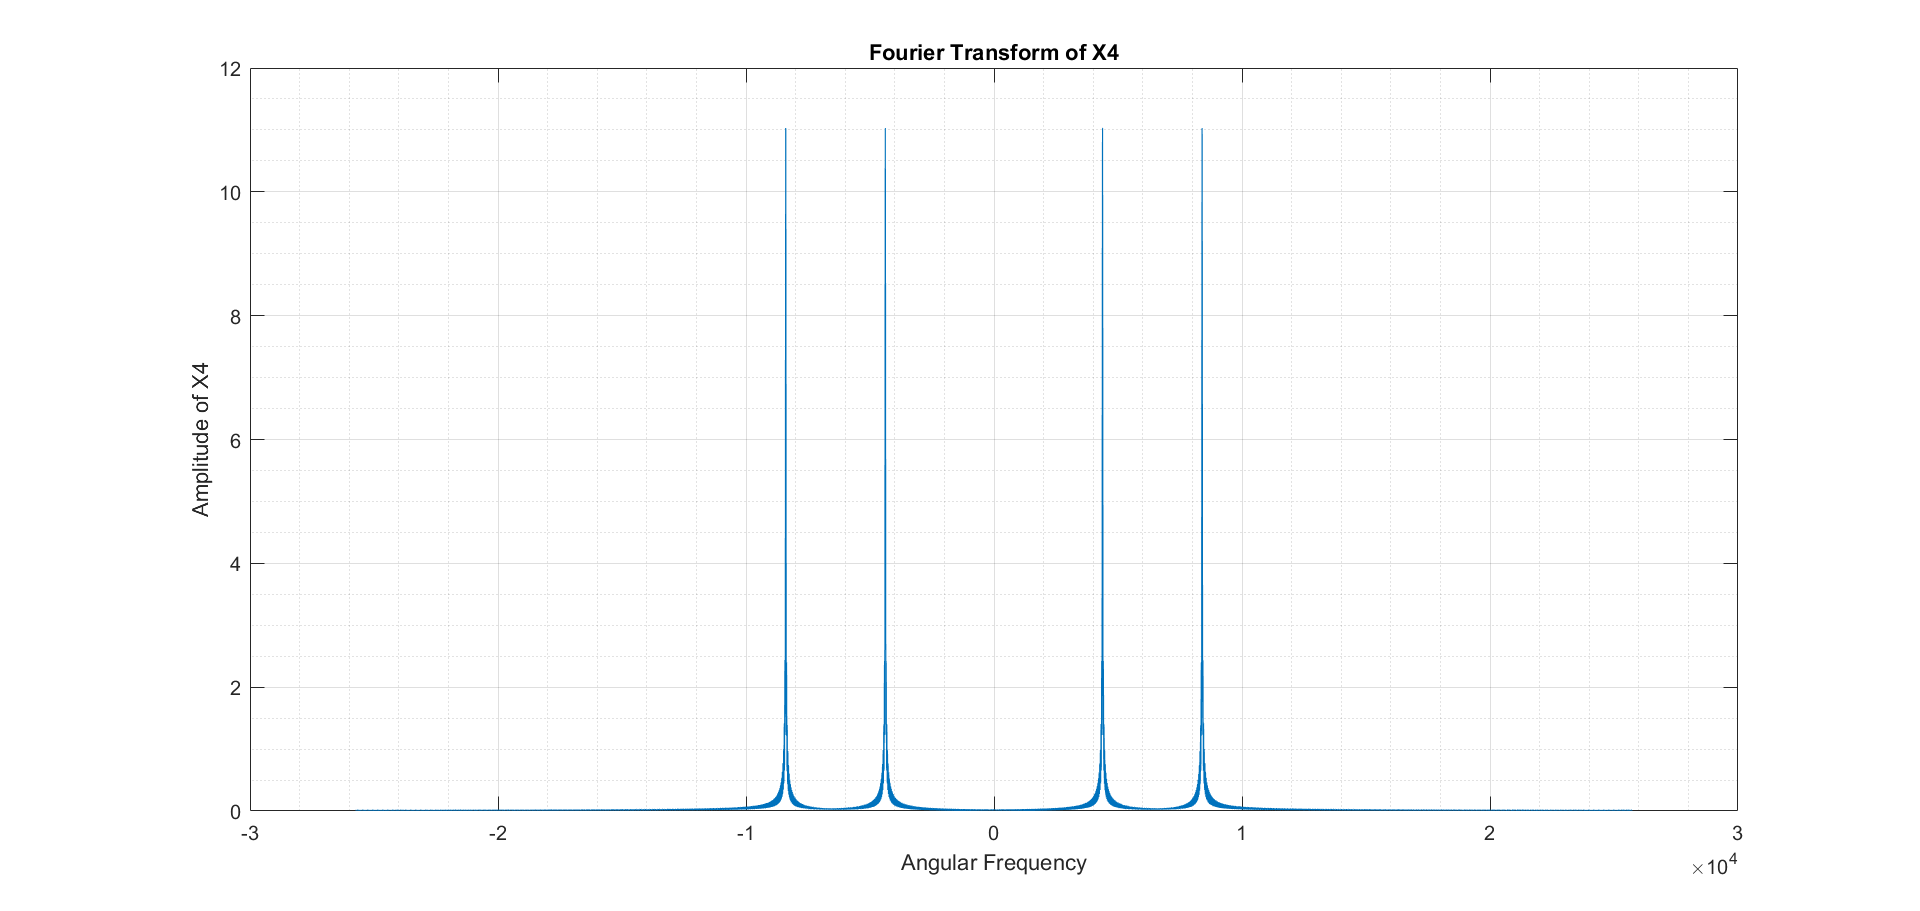 Fourier Transform of X4
12
10
8
6
4
2
0
Amplitude of X4
-3 -2 -1 0 1 2 3
Angular Frequency
×10^4